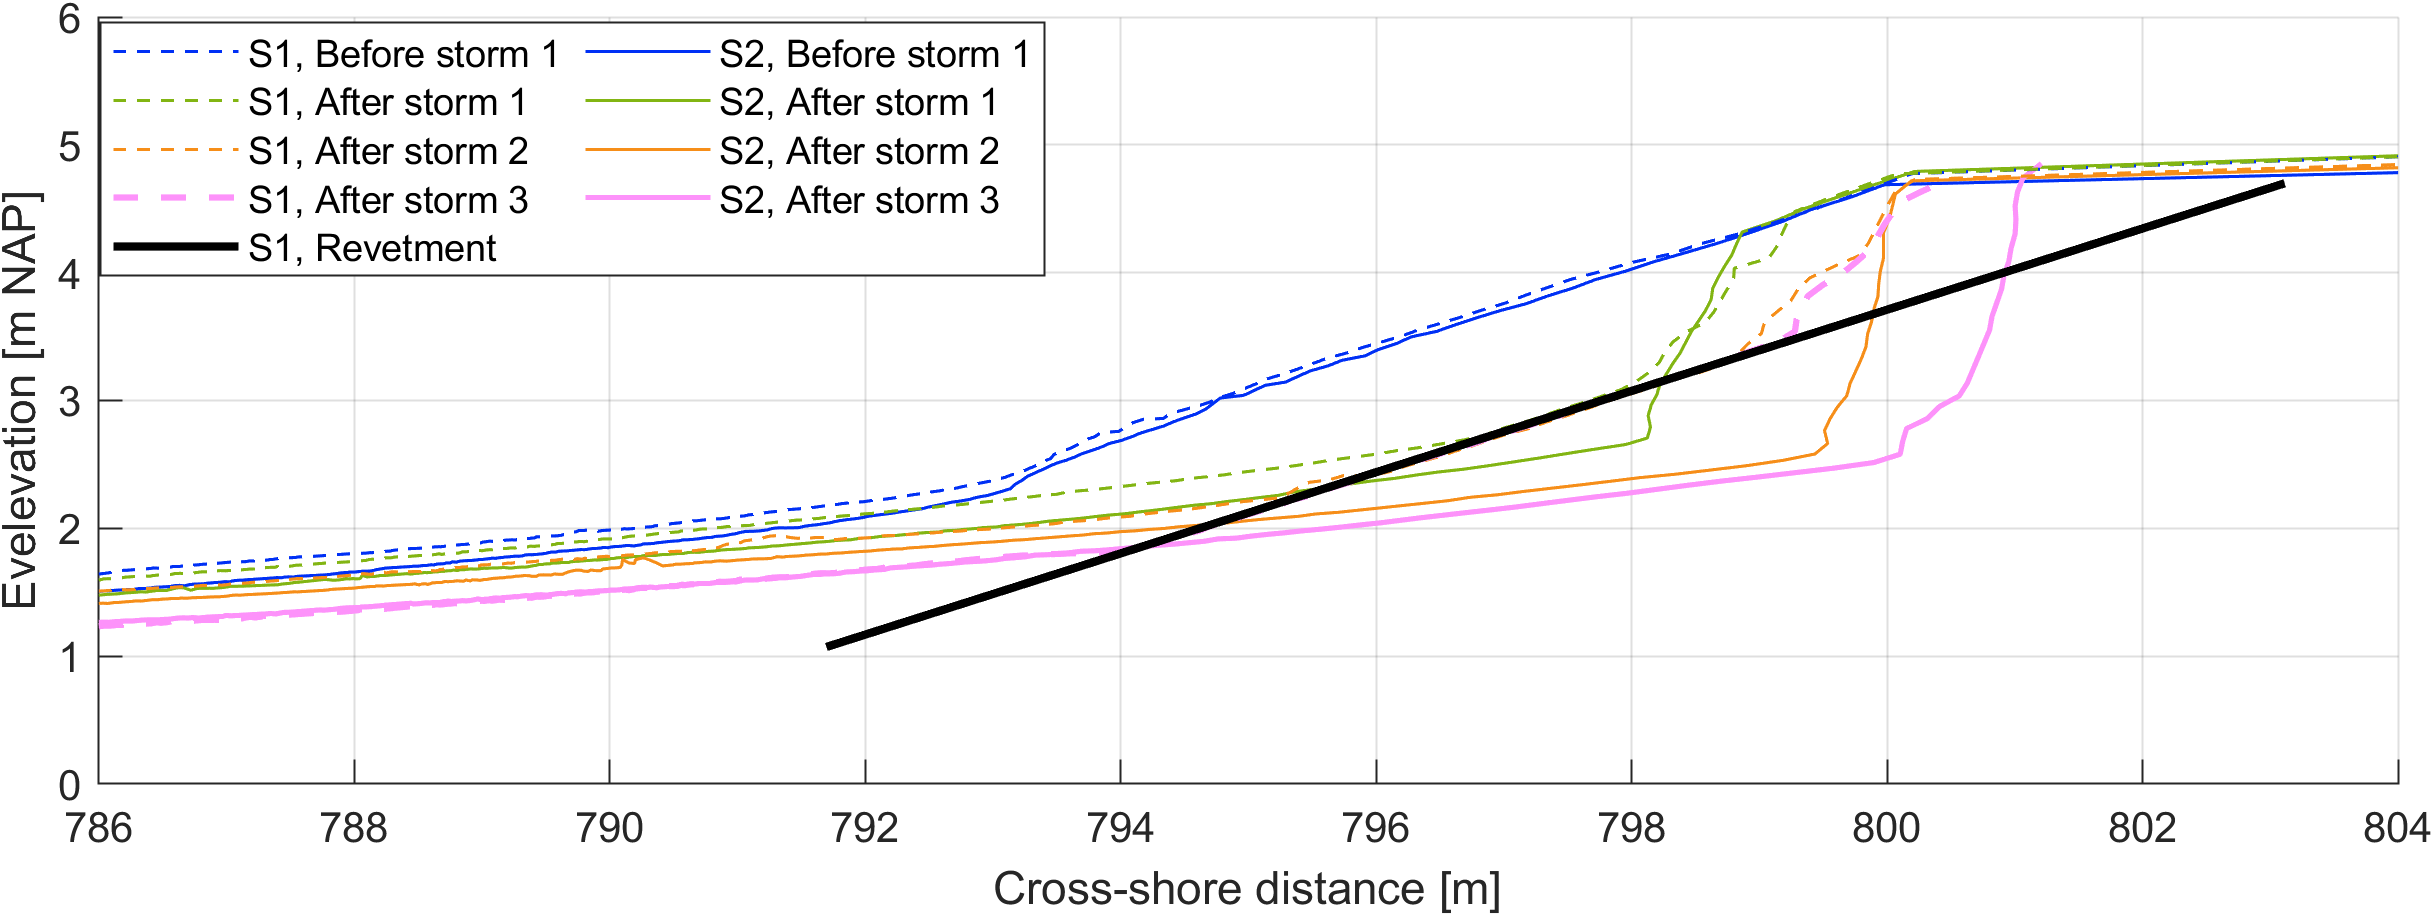 6
5
4
3
2
1
0
Evelevation [m NAP]
S1, Before storm 1
S2, Before storm 1
S1, After storm 1
S2, After storm 1
S1, After storm 2
S2, After storm 2
S1, After storm 3
S2, After storm 3
S1, Revetment
786 788 790 792 794 796 798 800 802 804
Cross-shore distance [m]